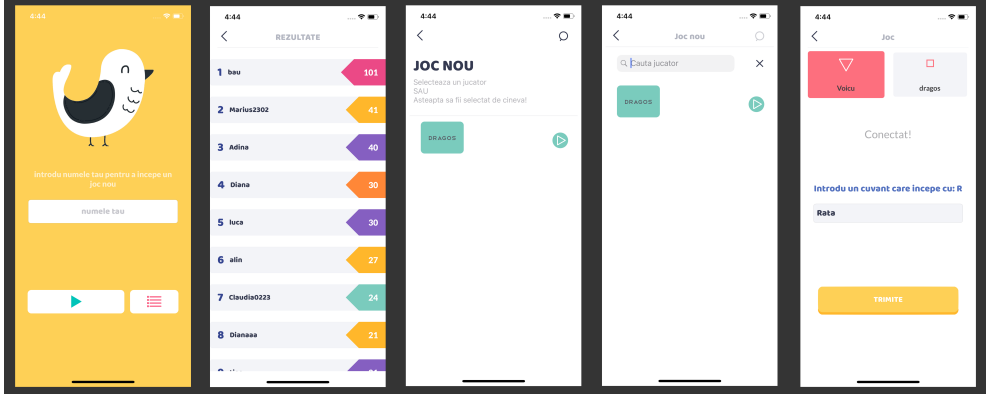 4:44
Introdu numele tau pentru a incepe un
joc nou
numele tau
4:44
REZULTATE
1 bau 101
2 Marius2302 41
3 Adina 40
4 Diana 30
5 luca 30
6 alin 27
7 Claudia0223 24
8 Dianaaa 21
4:44
JOC NOU
Selecteaza un jucator
SAU
Asteapta sa fii selectat de cineva!
DRAGOS
4:44
Joc nou
Cauta jucator
DRAGOS
4:44
Joc
Voicu
dragos
Conectat!
Introdu un cuvant care incepe cu: R
Rata
TRIMITE